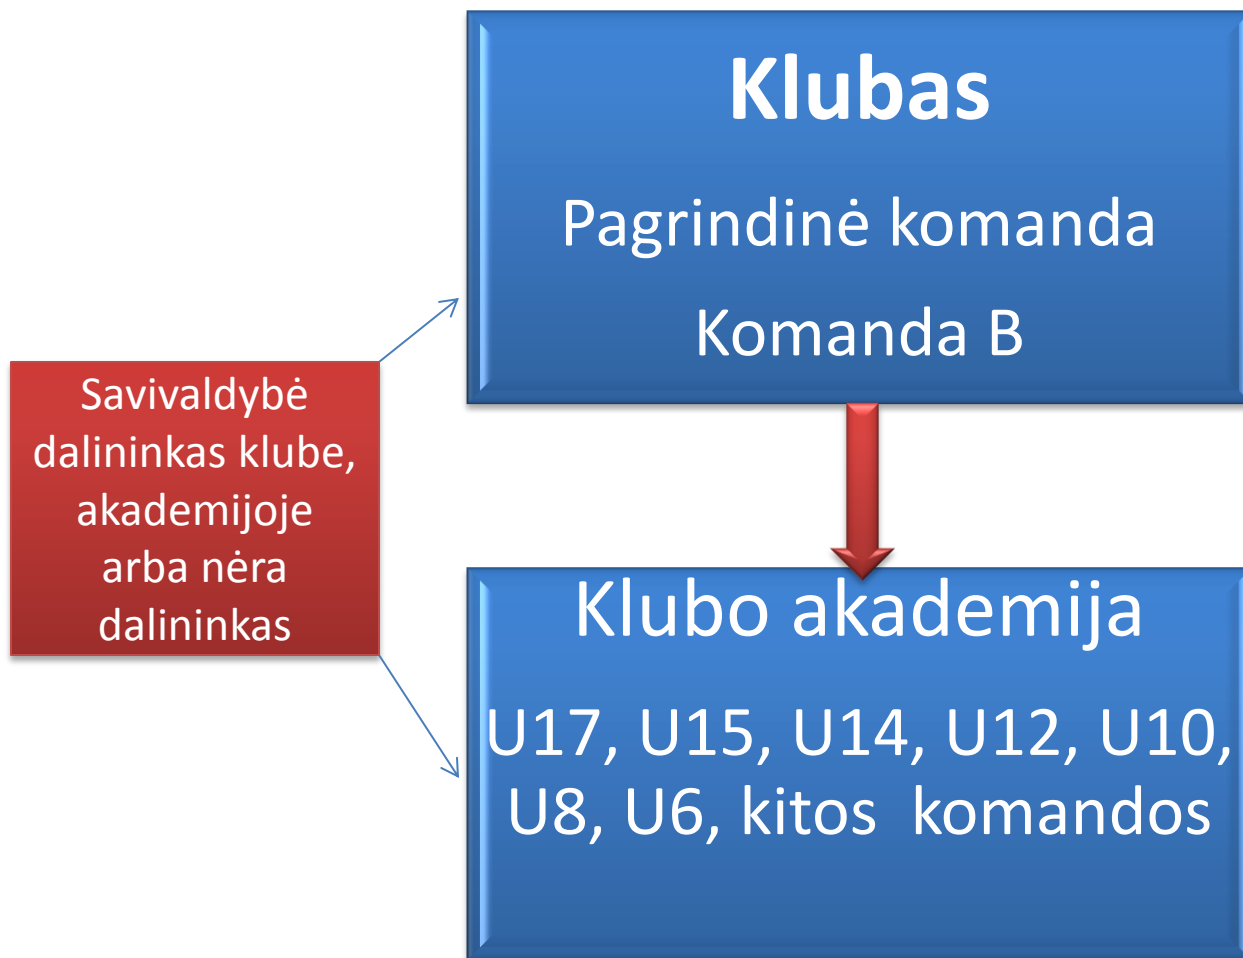 Klubas
Pagrindinė komanda
Komanda B
Savivaldybė
dalininkas klube,
akademijoje
arba nėra
dalininkas
Klubo akademija
U17, U15, U14, U12, U10,
U8, U6, kitos  komandos